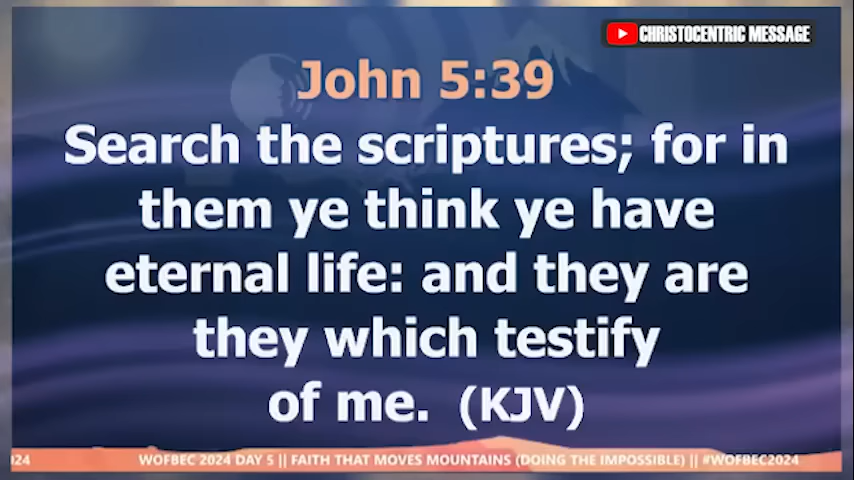 CHRISTOCENTRIC MESSAGE
John 5:39
Search the scriptures; for in
them ye think ye have
eternal life: and they are
they which testify
of me. (KJV)
024 WOFBEC 2024 DAY 5 || FAITH THAT MOVES MOUNTAINS (DOING THE IMPOSSIBLE) || #WOFBEC2024